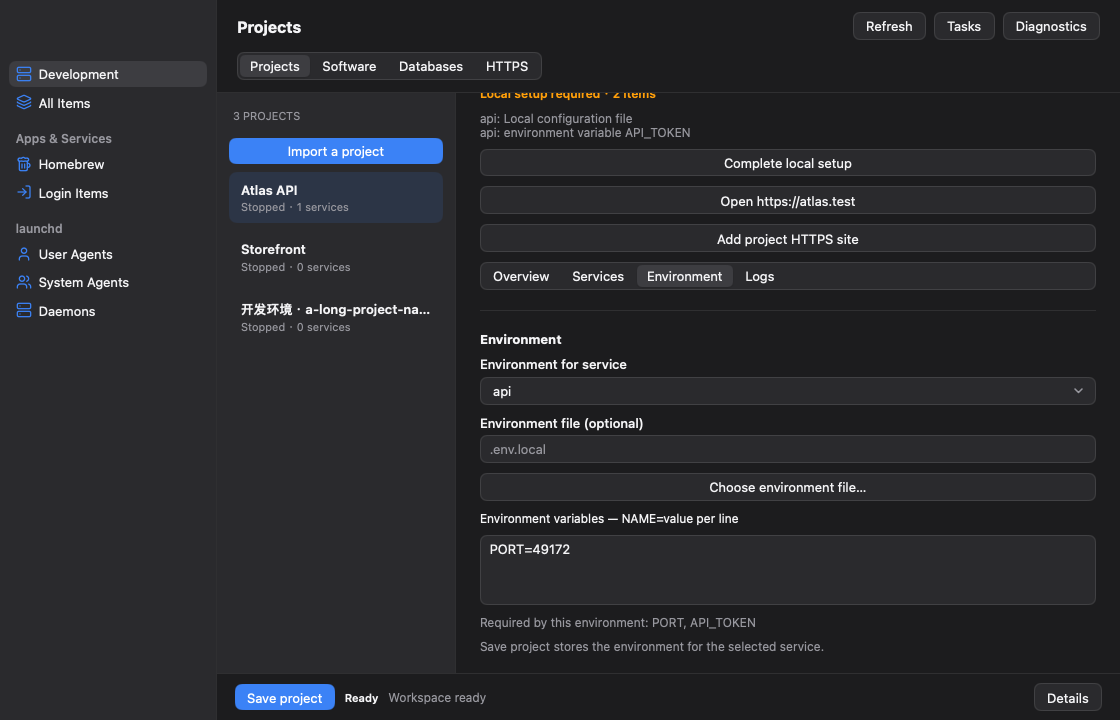 Projects
Refresh
Tasks
Diagnostics
Projects
Software
Databases
HTTPS
Development
All Items
Apps & Services
Homebrew
Login Items
launchd
User Agents
System Agents
Daemons
3 PROJECTS
Import a project
Atlas API
Stopped · 1 services
Storefront
Stopped · 0 services
开发环境 · a-long-project-na...
Stopped · 0 services
Local setup required · 2 items
api: Local configuration file
api: environment variable API_TOKEN
Complete local setup
Open https://atlas.test
Add project HTTPS site
Overview
Services
Environment
Logs
Environment
Environment for service
api
Environment file (optional)
.env.local
Choose environment file...
Environment variables — NAME=value per line
PORT=49172
Required by this environment: PORT, API_TOKEN
Save project stores the environment for the selected service.
Save project
Ready
Workspace ready
Details